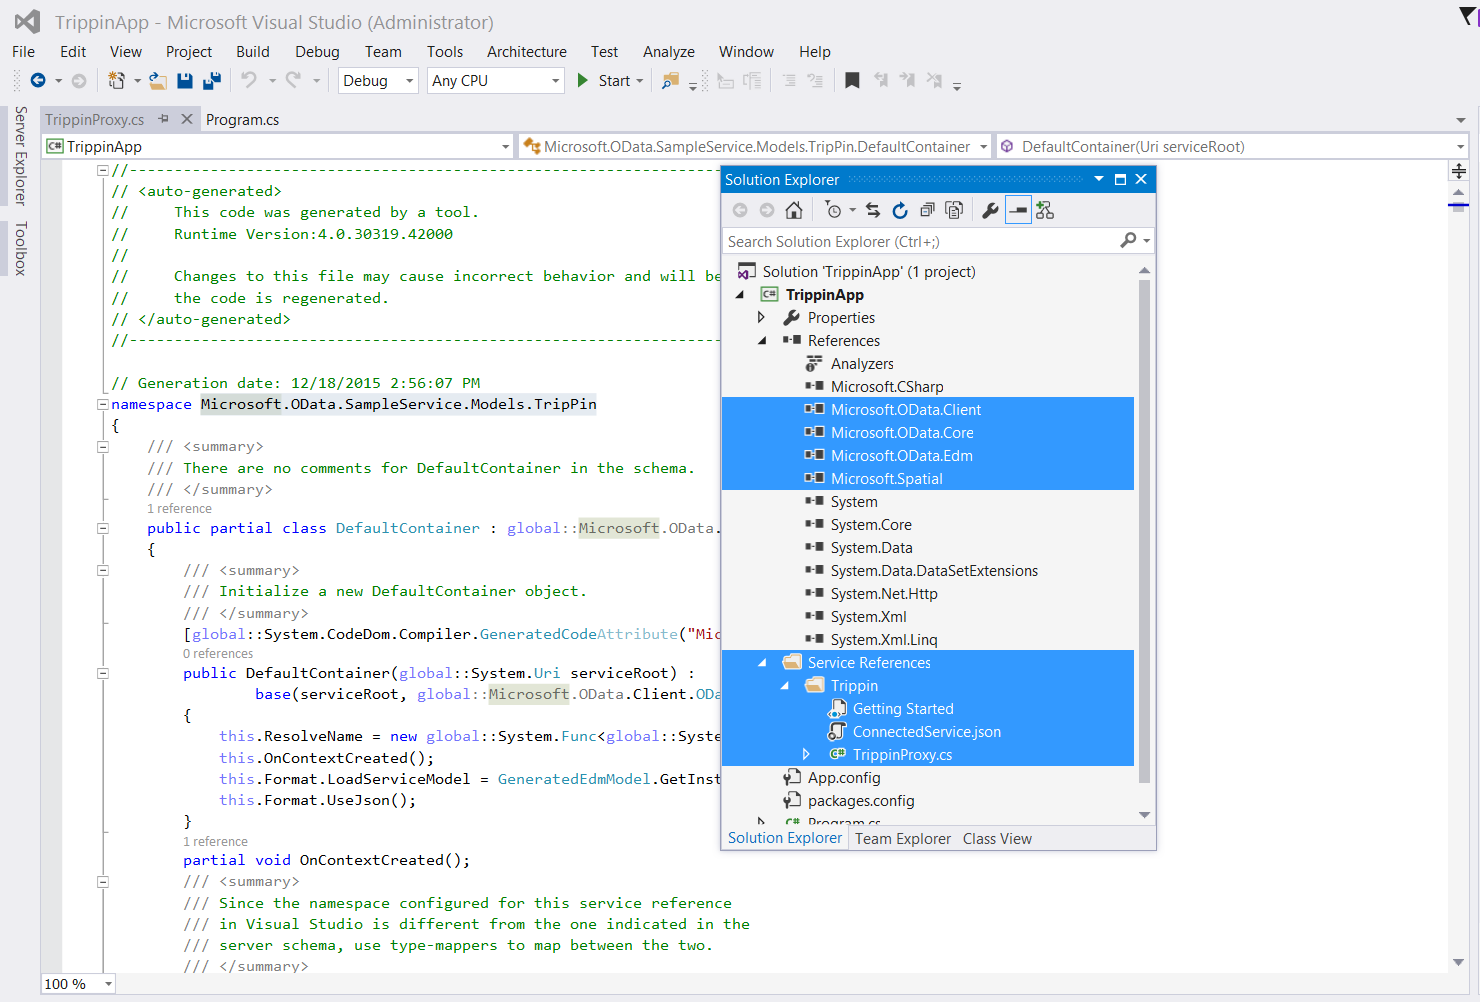 TrippinApp - Microsoft Visual Studio (Administrator)
File Edit View Project Build Debug Team Tools Architecture Test Analyze Window Help
Debug Any CPU Start
Server Explorer
Toolbox
TrippinProxy.cs Program.cs
C# TrippinApp Microsoft.OData.SampleService.Models.TripPin.DefaultContainer DefaultContainer(Uri serviceRoot)
//------------------------------------------------------------------
// <auto-generated>
//     This code was generated by a tool.
//     Runtime Version:4.0.30319.42000
//
//     Changes to this file may cause incorrect behavior and will be
//     the code is regenerated.
// </auto-generated>
//------------------------------------------------------------------
// Generation date: 12/18/2015 2:56:07 PM
namespace Microsoft.OData.SampleService.Models.TripPin
{
/// <summary>
/// There are no comments for DefaultContainer in the schema.
/// </summary>
1 reference
public partial class DefaultContainer : global::Microsoft.OData.
{
/// <summary>
/// Initialize a new DefaultContainer object.
/// </summary>
[global::System.CodeDom.Compiler.GeneratedCodeAttribute("Mic
0 references
public DefaultContainer(global::System.Uri serviceRoot) :
base(serviceRoot, global::Microsoft.OData.Client.ODa
{
this.ResolveName = new global::System.Func<global::Syste
this.OnContextCreated();
this.Format.LoadServiceModel = GeneratedEdmModel.GetInst
this.Format.UseJson();
}
1 reference
partial void OnContextCreated();
/// <summary>
/// Since the namespace configured for this service reference
/// in Visual Studio is different from the one indicated in the
/// server schema, use type-mappers to map between the two.
/// </summary>
100 %
Solution Explorer
Search Solution Explorer (Ctrl+;)
Solution 'TrippinApp' (1 project)
C# TrippinApp
Properties
References
Analyzers
Microsoft.CSharp
Microsoft.OData.Client
Microsoft.OData.Core
Microsoft.OData.Edm
Microsoft.Spatial
System
System.Core
System.Data
System.Data.DataSetExtensions
System.Net.Http
System.Xml
System.Xml.Linq
Service References
Trippin
Getting Started
ConnectedService.json
C# TrippinProxy.cs
App.config
packages.config
C# Program.cs
Solution Explorer Team Explorer Class View